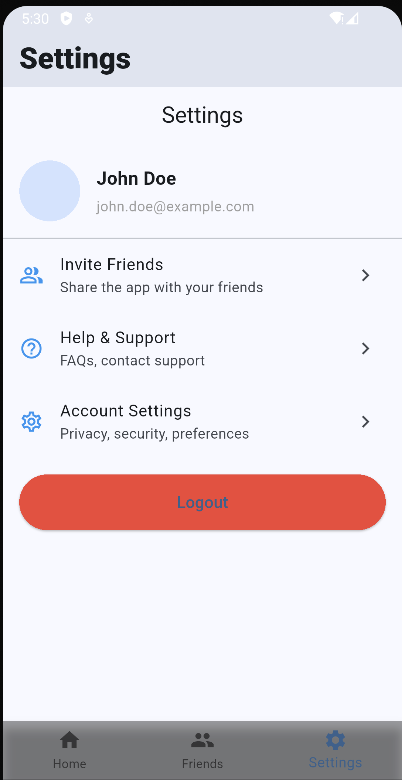 5:30
Settings
Settings
John Doe
john.doe@example.com
Invite Friends
Share the app with your friends
Help & Support
FAQs, contact support
Account Settings
Privacy, security, preferences
Logout
Home
Friends
Settings